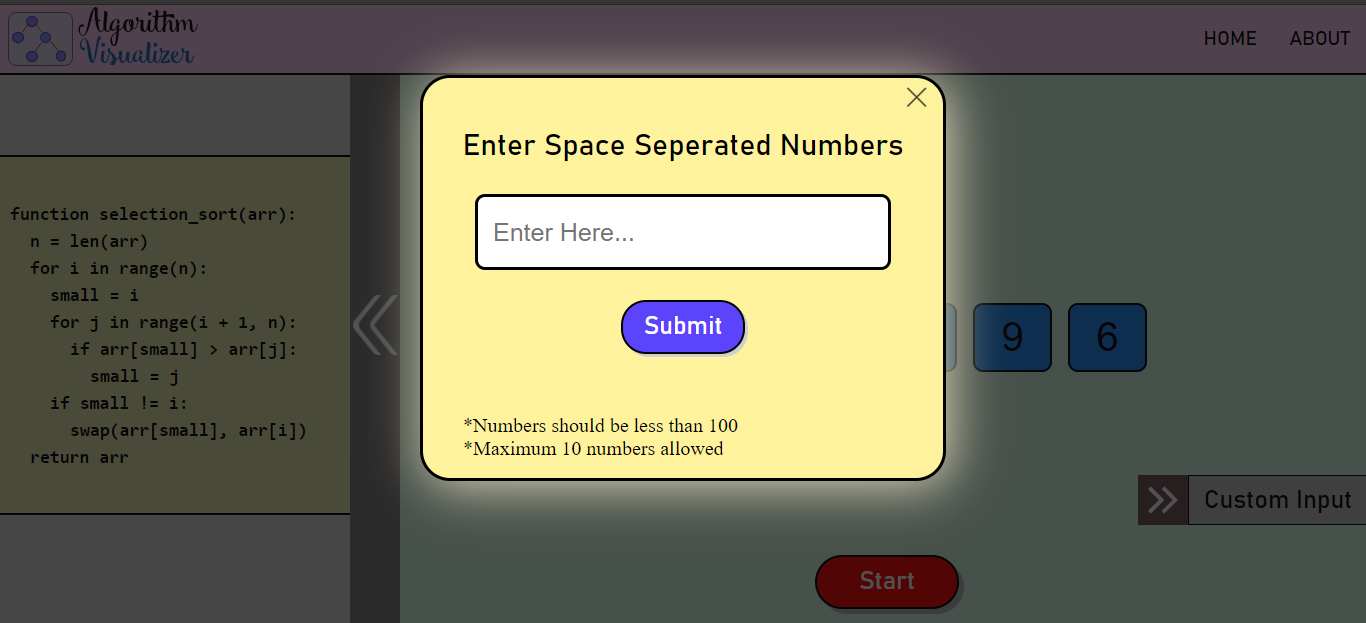 Algorithm
Visualizer
HOME
ABOUT
Enter Space Seperated Numbers
Enter Here...
Submit
*Numbers should be less than 100
*Maximum 10 numbers allowed
function selection_sort(arr):
n = len(arr)
for i in range(n):
small = i
for j in range(i + 1, n):
if arr[small] > arr[j]:
small = j
if small != i:
swap(arr[small], arr[i])
return arr
9
6
Custom Input
Start